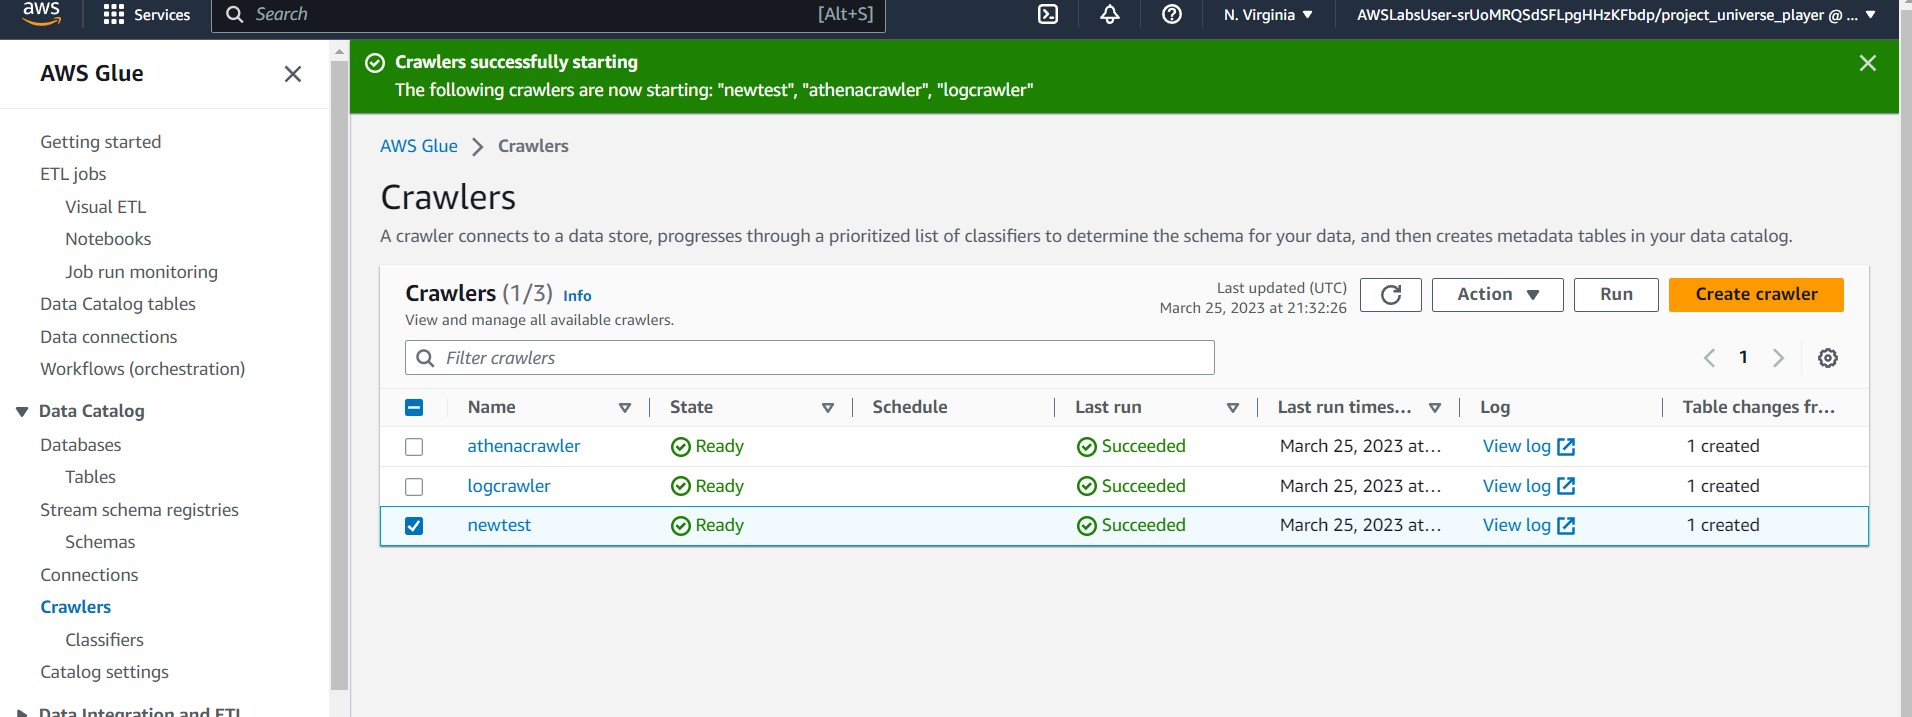 aws
Services
Search
[Alt+S]
N. Virginia
AWSLabsUser-srUoMRQSdSFLpgHHzKFbdp/project_universe_player @ ...
AWS Glue
Getting started
ETL jobs
Visual ETL
Notebooks
Job run monitoring
Data Catalog tables
Data connections
Workflows (orchestration)
Data Catalog
Databases
Tables
Stream schema registries
Schemas
Connections
Crawlers
Classifiers
Catalog settings
Data Integration and ETL
Crawlers successfully starting
The following crawlers are now starting: "newtest", "athenacrawler", "logcrawler"
AWS Glue > Crawlers
Crawlers
A crawler connects to a data store, progresses through a prioritized list of classifiers to determine the schema for your data, and then creates metadata tables in your data catalog.
Crawlers (1/3) Info
View and manage all available crawlers.
Last updated (UTC)
March 25, 2023 at 21:32:26
Action
Run
Create crawler
Filter crawlers
1
Name State Schedule Last run Last run times... Log Table changes fr...
athenacrawler Ready Succeeded March 25, 2023 at... View log 1 created
logcrawler Ready Succeeded March 25, 2023 at... View log 1 created
newtest Ready Succeeded March 25, 2023 at... View log 1 created